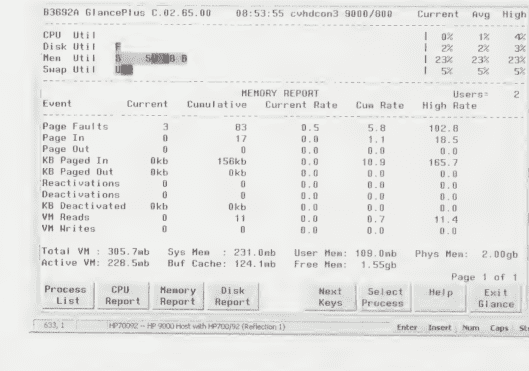 B3692A GlancePlus C.02.65.00 08:53:55 cvhdcon3 9000/800 Current Avg High
CPU Util 0% 1% 4%
Disk Util F 2% 2% 3%
Mem Util 23% 23% 23%
Swap Util U 5% 5% 5%
MEMORY REPORT Users= 2
Event Current Cumulative Current Rate Cum Rate High Rate
Page Faults 3 83 0.5 5.8 102.8
Page In 0 17 0.0 1.1 18.5
Page Out 0 0 0.0 0.0 0.0
KB Paged In 0kb 156kb 0.0 10.9 165.7
KB Paged Out 0kb 0kb 0.0 0.0 0.0
Reactivations 0 0 0.0 0.0 0.0
Deactivations 0 0 0.0 0.0 0.0
KB Deactivated 0kb 0kb 0.0 0.0 0.0
VM Reads 0 11 0.0 0.7 11.4
VM Writes 0 0 0.0 0.0 0.0
Total VM : 305.7mb Sys Mem : 231.0mb User Mem: 109.0mb Phys Mem: 2.00gb
Active VM: 228.5mb Buf Cache: 124.1mb Free Mem: 1.55gb
Page 1 of 1
Process List CPU Report Memory Report Disk Report Next Keys Select Process Help Exit Glance
633, 1 HP70092 -- HP 9000 Host with HP700/92 (Reflection 1) Enter Insert Num Caps